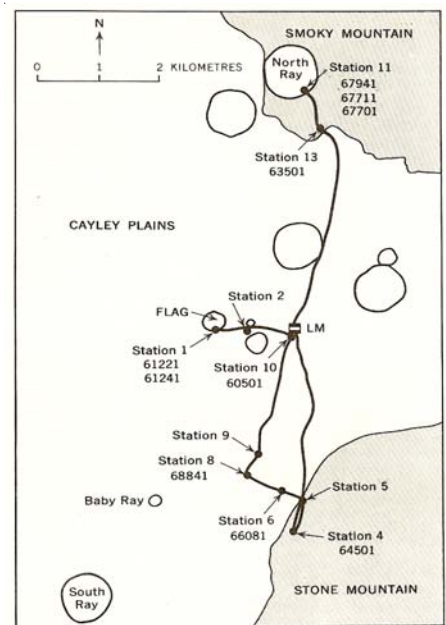 SMOKY MOUNTAIN
N
0 1 2 KILOMETRES
North
Ray
Station 11
67941
67711
67701
Station 13
63501
CAYLEY PLAINS
FLAG
Station 2
LM
Station 1
61221
61241
Station 10
60501
Station 9
Station 8
68841
Station 5
Baby Ray
Station 6
66081
Station 4
64501
South
Ray
STONE MOUNTAIN